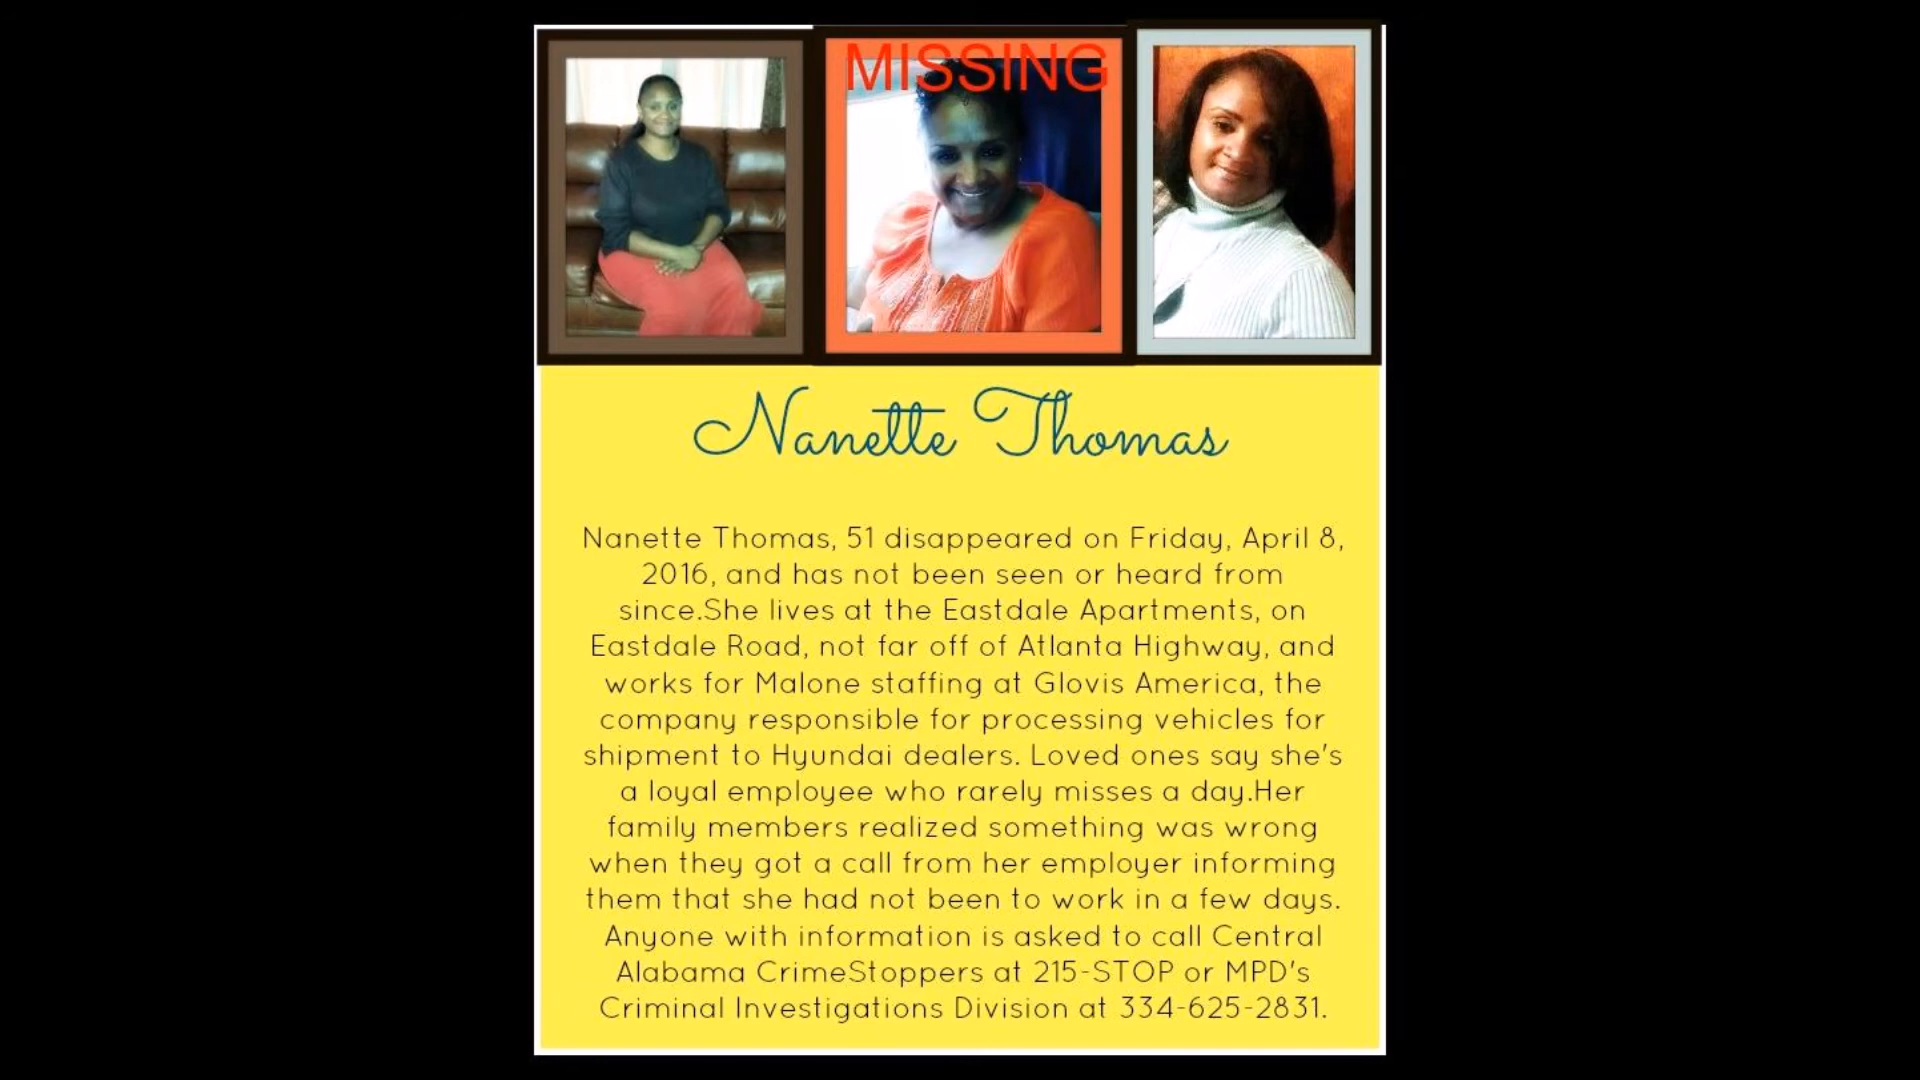 MISSING
Nanette Thomas
Nanette Thomas, 51 disappeared on Friday, April 8,
2016, and has not been seen or heard from
since.She lives at the Eastdale Apartments, on
Eastdale Road, not far off of Atlanta Highway, and
works for Malone staffing at Glovis America, the
company responsible for processing vehicles for
shipment to Hyundai dealers. Loved ones say she's
a loyal employee who rarely misses a day.Her
family members realized something was wrong
when they got a call from her employer informing
them that she had not been to work in a few days.
Anyone with information is asked to call Central
Alabama CrimeStoppers at 215-STOP or MPD's
Criminal Investigations Division at 334-625-2831.